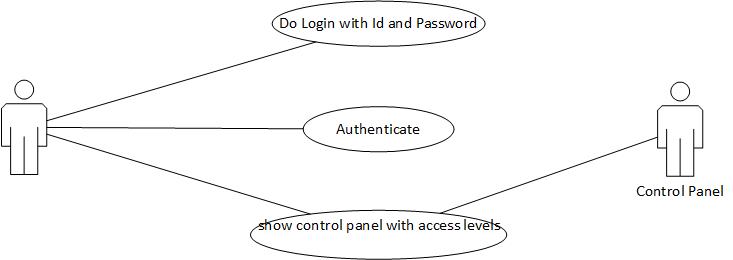 Do Login with Id and Password
Authenticate
Control Panel
show control panel with access levels